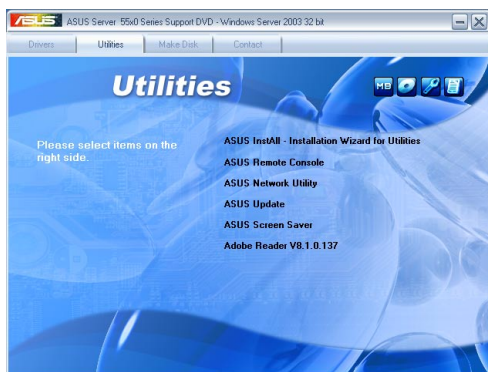 ASUS ASUS Server 55x0 Series Support DVD - Windows Server 2003 32 bit
Drivers Utilities Make Disk Contact
Utilities
MB
Please select items on the
right side.
ASUS InstAll - Installation Wizard for Utilities
ASUS Remote Console
ASUS Network Utility
ASUS Update
ASUS Screen Saver
Adobe Reader V8.1.0.137